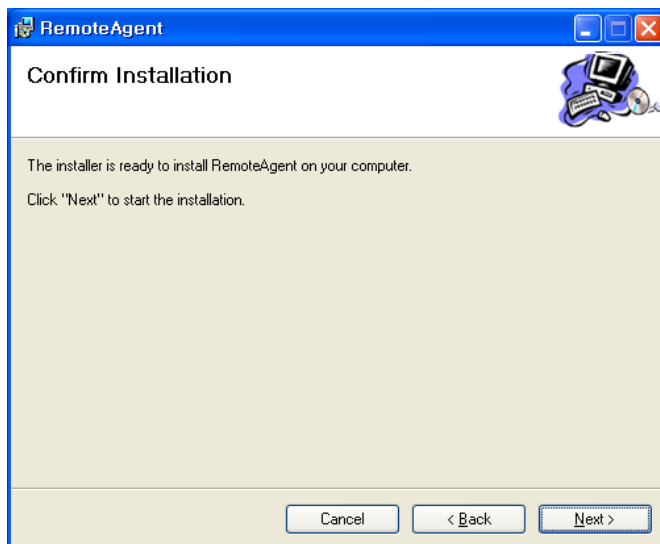 RemoteAgent
Confirm Installation
The installer is ready to install RemoteAgent on your computer.
Click "Next" to start the installation.
Cancel
< Back
Next >